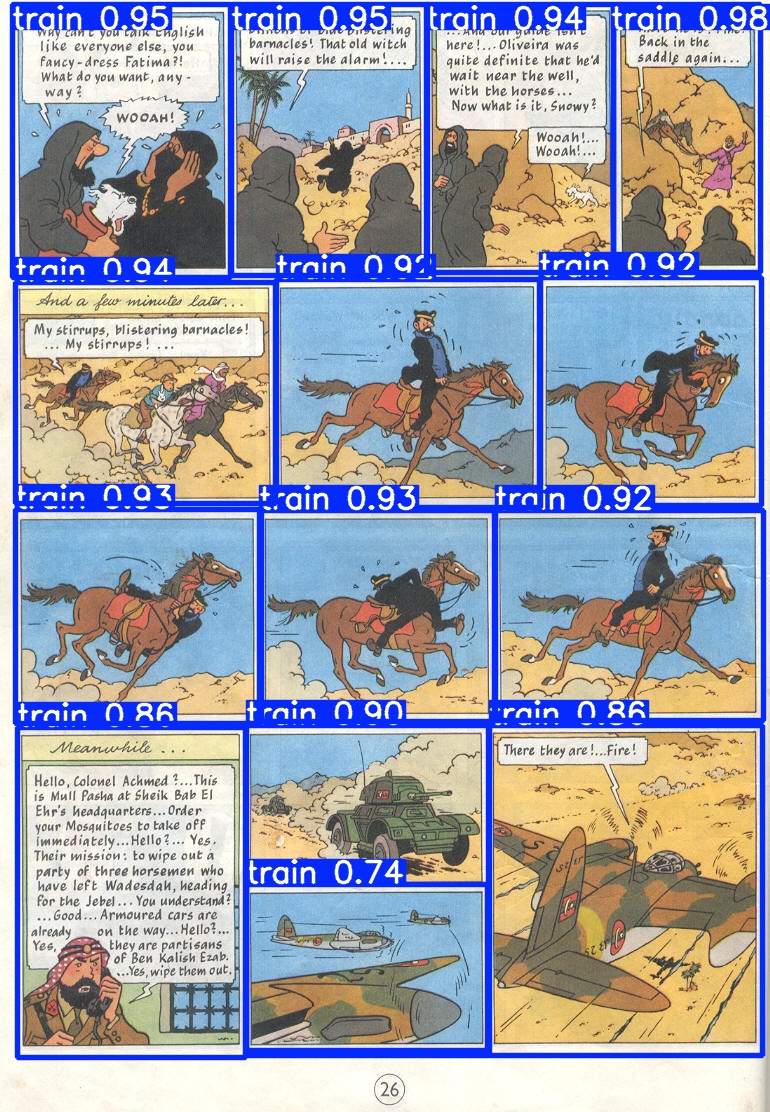 train 0.95
Why can't you talk English
like everyone else, you
fancy-dress Fatima?!
What do you want, any-
way?
WOOAH!
train 0.95
of blue blistering
barnacles! That old witch
will raise the alarm!...
train 0.94
...And our guide isn't
here!... Oliveira was
quite definite that he'd
wait near the well,
with the horses...
Now what is it, Snowy?
Wooah!...
Wooah!...
train 0.98
Back in the
saddle again...
train 0.94
And a few minutes later...
My stirrups, blistering barnacles!
... My stirrups! ...
train 0.92
train 0.92
train 0.93
train 0.93
train 0.92
train 0.86
Meanwhile ...
Hello, Colonel Achmed?...This
is Mull Pasha at Sheik Bab El
Ehr's headquarters...Order
your Mosquitoes to take off
immediately...Hello?... Yes.
Their mission: to wipe out a
party of three horsemen who
have left Wadesdah, heading
for the Jebel... You understand?
...Good... Armoured cars are
already on the way...Hello?...
Yes, they are partisans
of Ben Kalish Ezab.
...Yes, wipe them out.
train 0.90
train 0.74
train 0.86
There they are!...Fire!
26